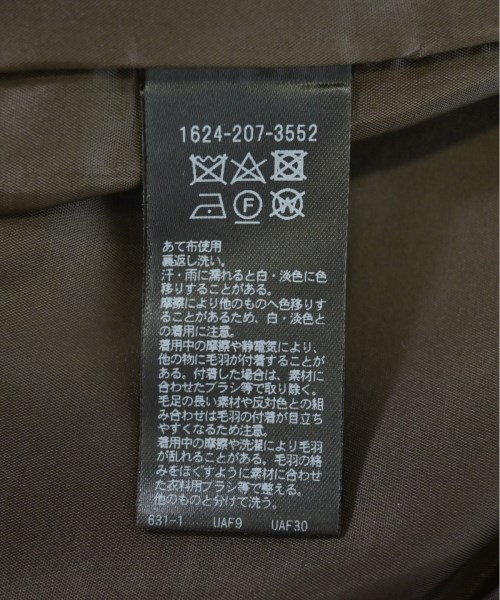 1624-207-3552
F W
あて布使用
裏返し洗い。
汗・雨に濡れると白・淡色に色
移りすることがある。
摩擦により他のものへ色移りす
ることがあるため、白・淡色と
の着用に注意。
着用中の摩擦や静電気により、
他の物に毛羽が付着することが
ある。付着した場合は、素材に
合わせたブラシ等で取り除く。
毛足の長い素材や反対色との組
み合わせは毛羽の付着が目立ち
やすくなるため注意。
着用中の摩擦や洗濯により毛羽
が乱れることがある。毛羽の絡
みをほぐすように素材に合わせ
た衣料用ブラシ等で整える。
他のものと分けて洗う。
631-1 UAF9 UAF30